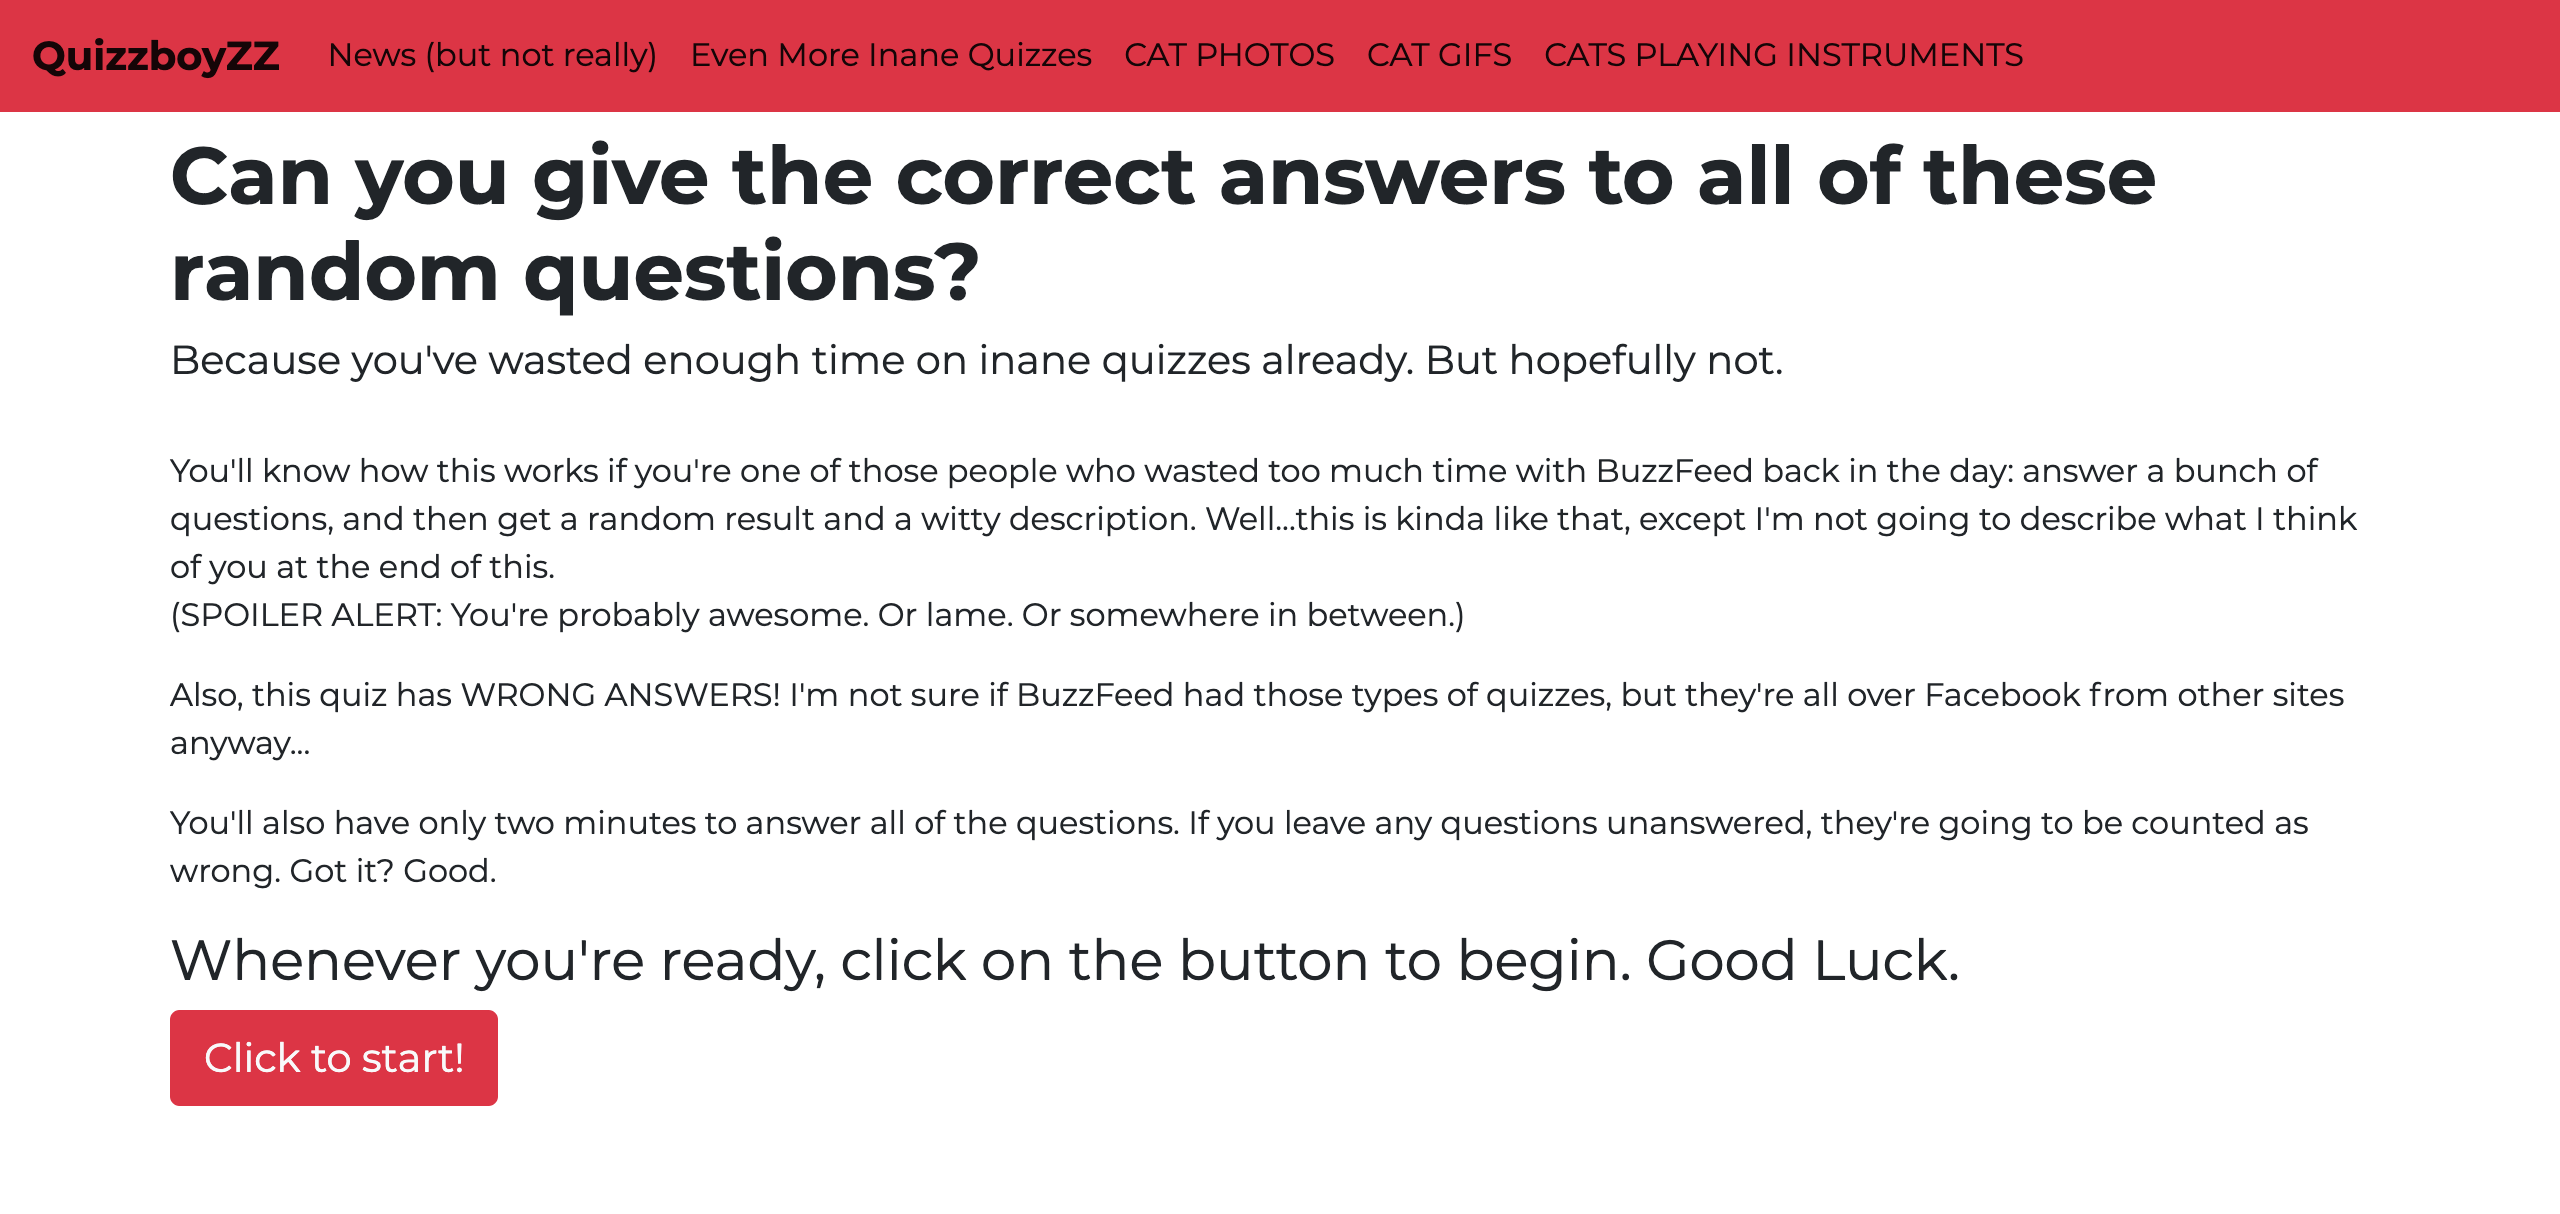 QuizzboyZZ News (but not really) Even More Inane Quizzes CAT PHOTOS CAT GIFS CATS PLAYING INSTRUMENTS
Can you give the correct answers to all of these
random questions?
Because you've wasted enough time on inane quizzes already. But hopefully not.
You'll know how this works if you're one of those people who wasted too much time with BuzzFeed back in the day: answer a bunch of
questions, and then get a random result and a witty description. Well...this is kinda like that, except I'm not going to describe what I think
of you at the end of this.
(SPOILER ALERT: You're probably awesome. Or lame. Or somewhere in between.)
Also, this quiz has WRONG ANSWERS! I'm not sure if BuzzFeed had those types of quizzes, but they're all over Facebook from other sites
anyway...
You'll also have only two minutes to answer all of the questions. If you leave any questions unanswered, they're going to be counted as
wrong. Got it? Good.
Whenever you're ready, click on the button to begin. Good Luck.
Click to start!